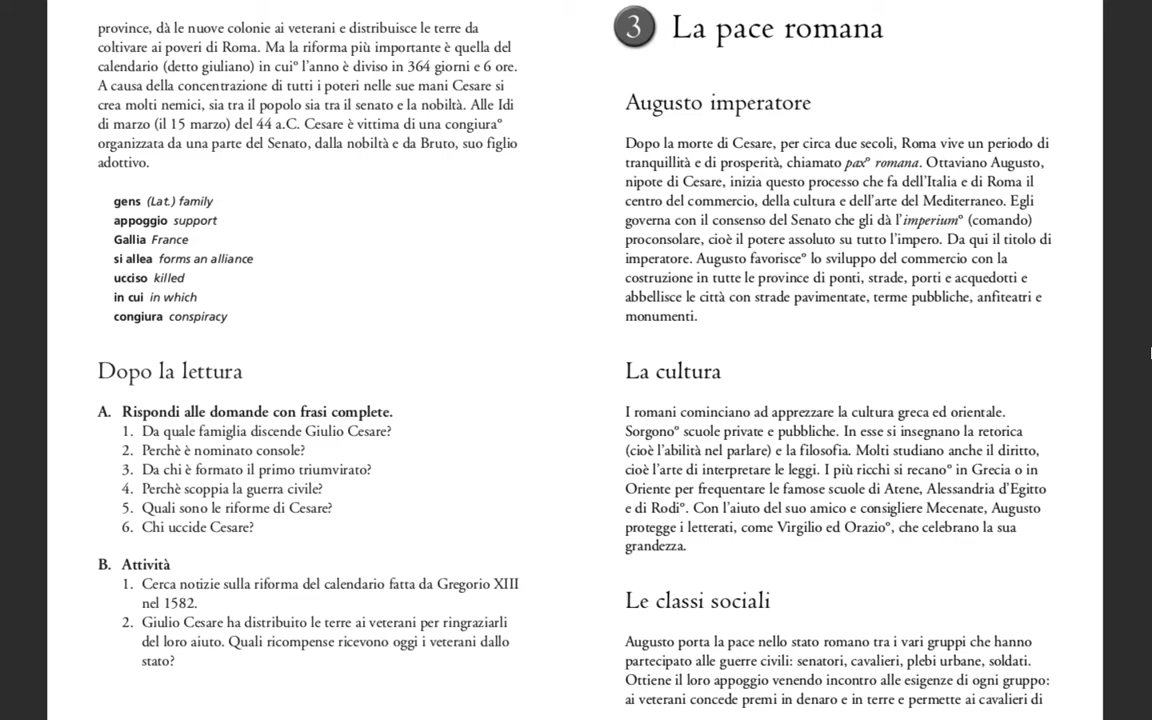 province, dà le nuove colonie ai veterani e distribuisce le terre da
coltivare ai poveri di Roma. Ma la riforma più importante è quella del
calendario (detto giuliano) in cui° l'anno è diviso in 364 giorni e 6 ore.
A causa della concentrazione di tutti i poteri nelle sue mani Cesare si
crea molti nemici, sia tra il popolo sia tra il senato e la nobiltà. Alle Idi
di marzo (il 15 marzo) del 44 a.C. Cesare è vittima di una congiura°
organizzata da una parte del Senato, dalla nobiltà e da Bruto, suo figlio
adottivo.
gens (Lat.) family
appoggio support
Gallia France
si allea forms an alliance
ucciso killed
in cui in which
congiura conspiracy
Dopo la lettura
A. Rispondi alle domande con frasi complete.
1. Da quale famiglia discende Giulio Cesare?
2. Perchè è nominato console?
3. Da chi è formato il primo triumvirato?
4. Perchè scoppia la guerra civile?
5. Quali sono le riforme di Cesare?
6. Chi uccide Cesare?
B. Attività
1. Cerca notizie sulla riforma del calendario fatta da Gregorio XIII
nel 1582.
2. Giulio Cesare ha distribuito le terre ai veterani per ringraziarli
del loro aiuto. Quali ricompense ricevono oggi i veterani dallo
stato?
3 La pace romana
Augusto imperatore
Dopo la morte di Cesare, per circa due secoli, Roma vive un periodo di
tranquillità e di prosperità, chiamato pax° romana. Ottaviano Augusto,
nipote di Cesare, inizia questo processo che fa dell'Italia e di Roma il
centro del commercio, della cultura e dell'arte del Mediterraneo. Egli
governa con il consenso del Senato che gli dà l'imperium° (comando)
proconsolare, cioè il potere assoluto su tutto l'impero. Da qui il titolo di
imperatore. Augusto favorisce° lo sviluppo del commercio con la
costruzione in tutte le province di ponti, strade, porti e acquedotti e
abbellisce le città con strade pavimentate, terme pubbliche, anfiteatri e
monumenti.
La cultura
I romani cominciano ad apprezzare la cultura greca ed orientale.
Sorgono° scuole private e pubbliche. In esse si insegnano la retorica
(cioè l'abilità nel parlare) e la filosofia. Molti studiano anche il diritto,
cioè l'arte di interpretare le leggi. I più ricchi si recano° in Grecia o in
Oriente per frequentare le famose scuole di Atene, Alessandria d'Egitto
e di Rodi°. Con l'aiuto del suo amico e consigliere Mecenate, Augusto
protegge i letterati, come Virgilio ed Orazio°, che celebrano la sua
grandezza.
Le classi sociali
Augusto porta la pace nello stato romano tra i vari gruppi che hanno
partecipato alle guerre civili: senatori, cavalieri, plebi urbane, soldati.
Ottiene il loro appoggio venendo incontro alle esigenze di ogni gruppo:
ai veterani concede premi in denaro e in terre e permette ai cavalieri di